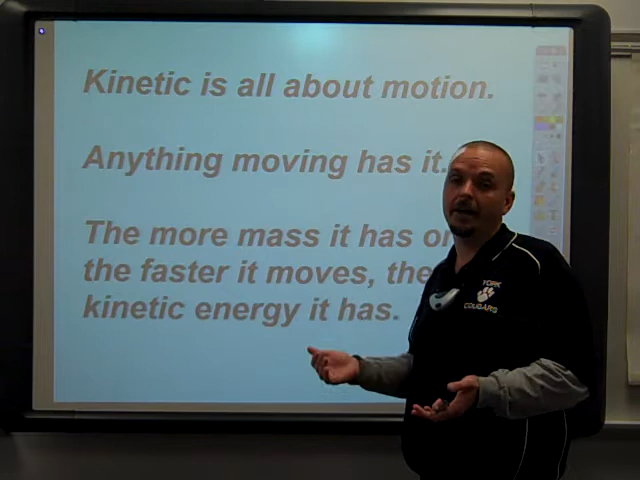 Kinetic is all about motion.
Anything moving has it.
The more mass it has or
the faster it moves, the
kinetic energy it has.
YORK
COUGARS